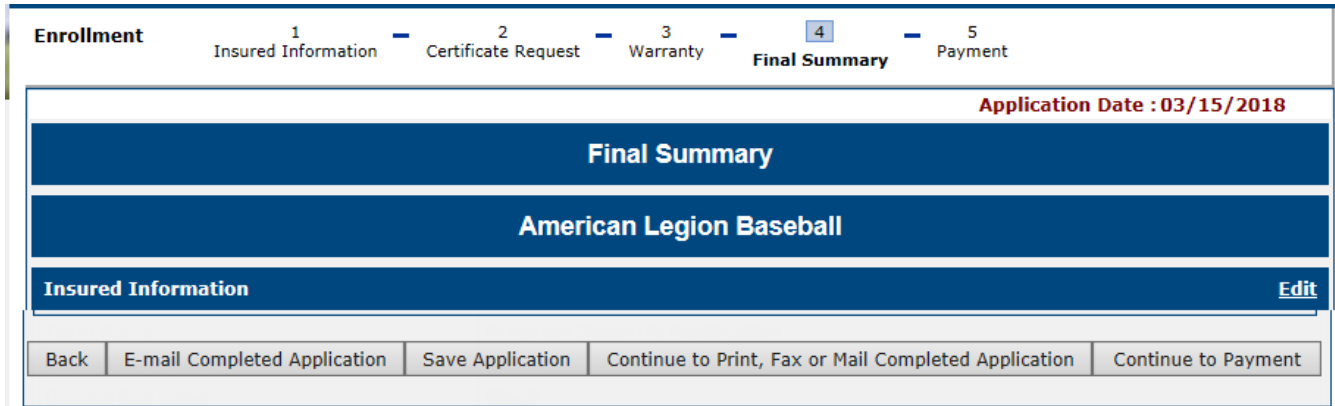 Enrollment
1 – 2 – 3 – 4 – 5
Insured Information Certificate Request Warranty Final Summary Payment
Application Date : 03/15/2018
Final Summary
American Legion Baseball
Insured Information Edit
Back E-mail Completed Application Save Application Continue to Print, Fax or Mail Completed Application Continue to Payment